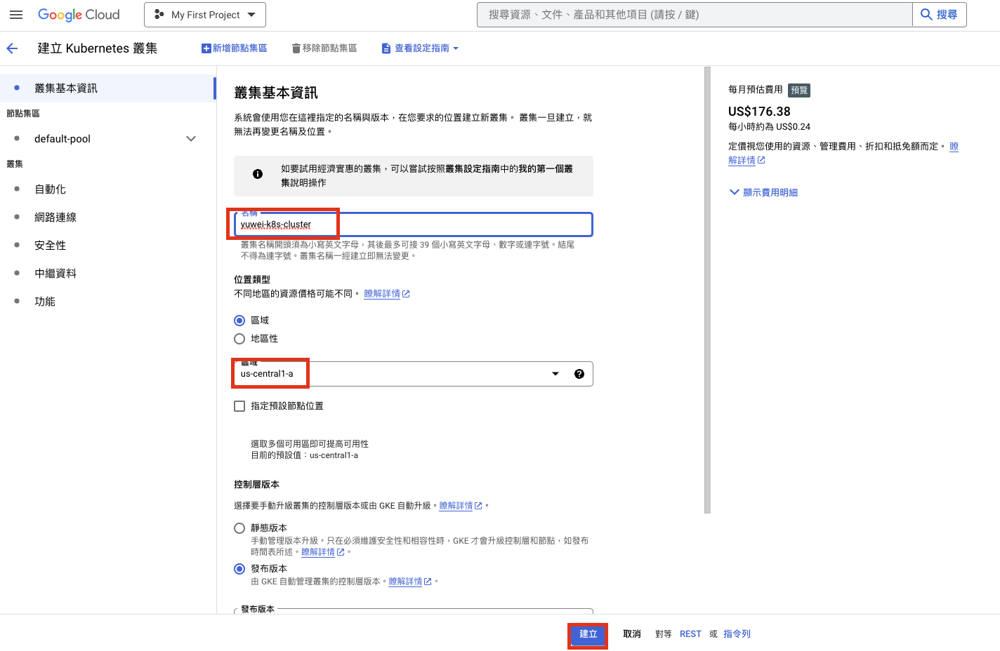 Google Cloud
My First Project
搜尋資源、文件、產品和其他項目 (請按 / 鍵)
搜尋
建立 Kubernetes 叢集
新增節點集區
移除節點集區
查看設定指南
叢集基本資訊
節點集區
default-pool
叢集
自動化
網路連線
安全性
中繼資料
功能
叢集基本資訊
系統會使用您在這裡指定的名稱與版本，在您要求的位置建立新叢集。 叢集一旦建立，就
無法再變更名稱及位置。
如要試用經濟實惠的叢集，可以嘗試按照叢集設定指南中的我的第一個叢
集說明操作
名稱
yuwei-k8s-cluster
叢集名稱開頭須為小寫英文字母，其後最多可接 39 個小寫英文字母、數字或連字號。結尾
不得為連字號。叢集名稱一經建立即無法變更。
位置類型
不同地區的資源價格可能不同。 瞭解詳情
區域
地區性
區域
us-central1-a
指定預設節點位置
選取多個可用區即可提高可用性
目前的預設值：us-central1-a
控制層版本
選擇要手動升級叢集的控制層版本或由 GKE 自動升級。瞭解詳情。
靜態版本
手動管理版本升級。只在必須維護安全性和相容性時，GKE 才會升級控制層和節點，如發布
時間表所述。瞭解詳情。
發布版本
由 GKE 自動管理叢集的控制層版本。瞭解詳情。
發布版本
每月預估費用 預覽
US$176.38
每小時約為 US$0.24
定價視您使用的資源、管理費用、折扣和抵免額而定。 瞭
解詳情
顯示費用明細
建立 取消 對等 REST 或 指令列